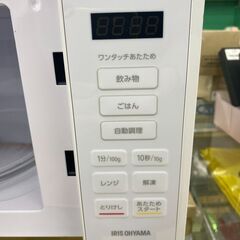 ワンタッチあたため
飲み物
ごはん
自動調理
1分/100g 10秒/10g
レンジ 解凍
とりけし あたため
スタート
IRIS OHYAMA